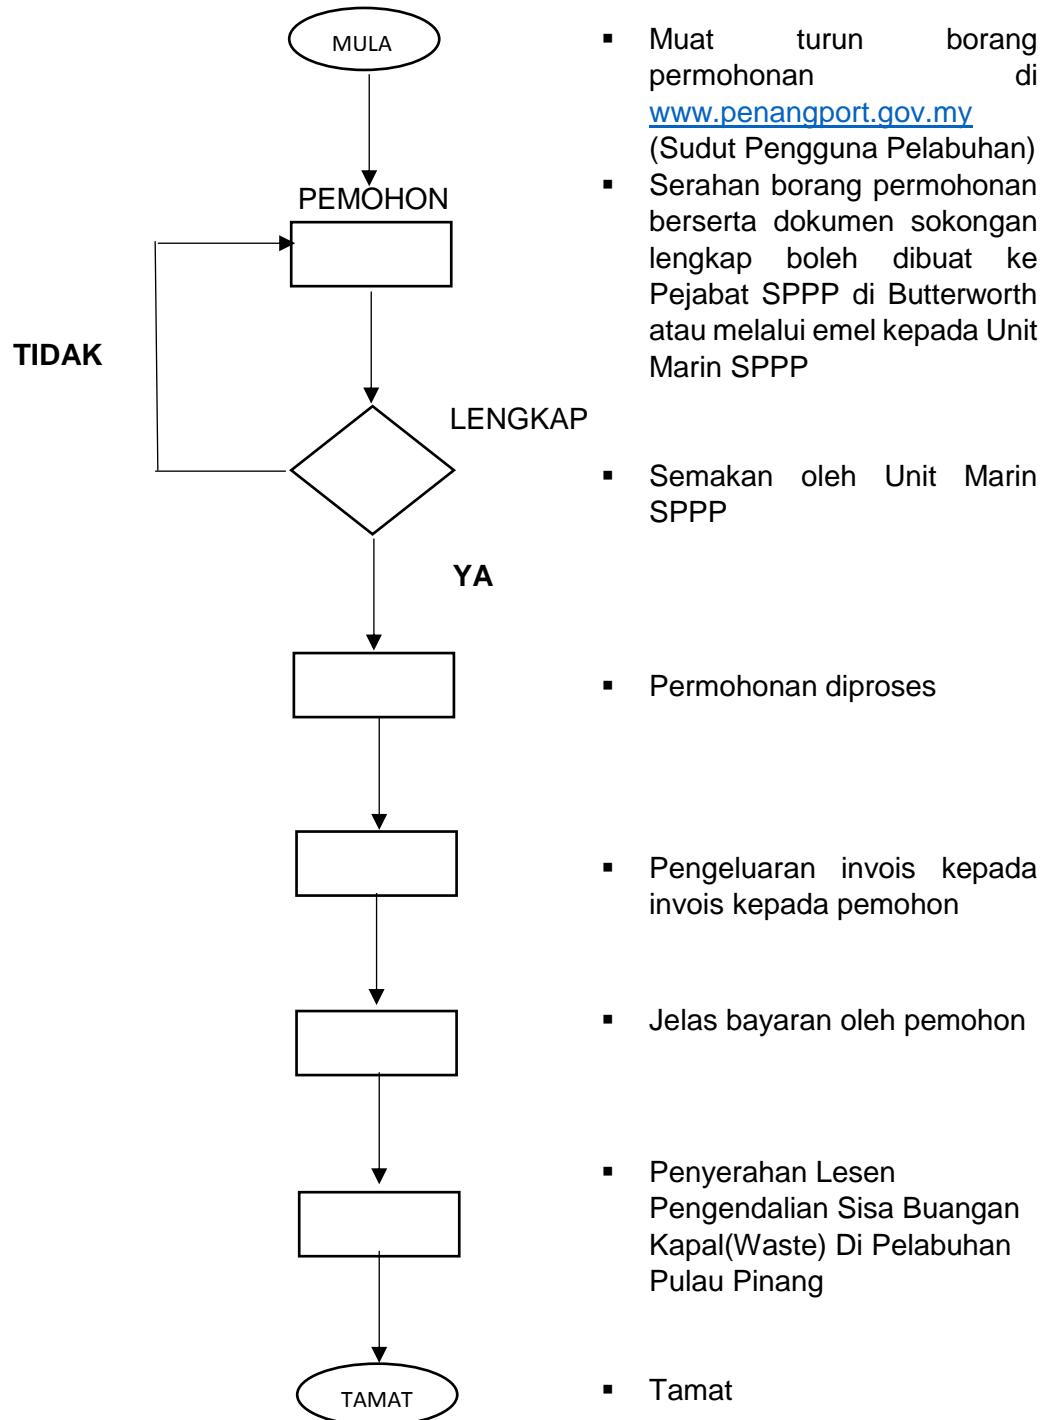 MULA
▪ Muat turun borang
permohonan di
www.penangport.gov.my
(Sudut Pengguna Pelabuhan)
PEMOHON
▪ Serahan borang permohonan
berserta dokumen sokongan
lengkap boleh dibuat ke
Pejabat SPPP di Butterworth
atau melalui emel kepada Unit
Marin SPPP
TIDAK
LENGKAP
▪ Semakan oleh Unit Marin
SPPP
YA
▪ Permohonan diproses
▪ Pengeluaran invois kepada
invois kepada pemohon
▪ Jelas bayaran oleh pemohon
▪ Penyerahan Lesen
Pengendalian Sisa Buangan
Kapal(Waste) Di Pelabuhan
Pulau Pinang
TAMAT
▪ Tamat